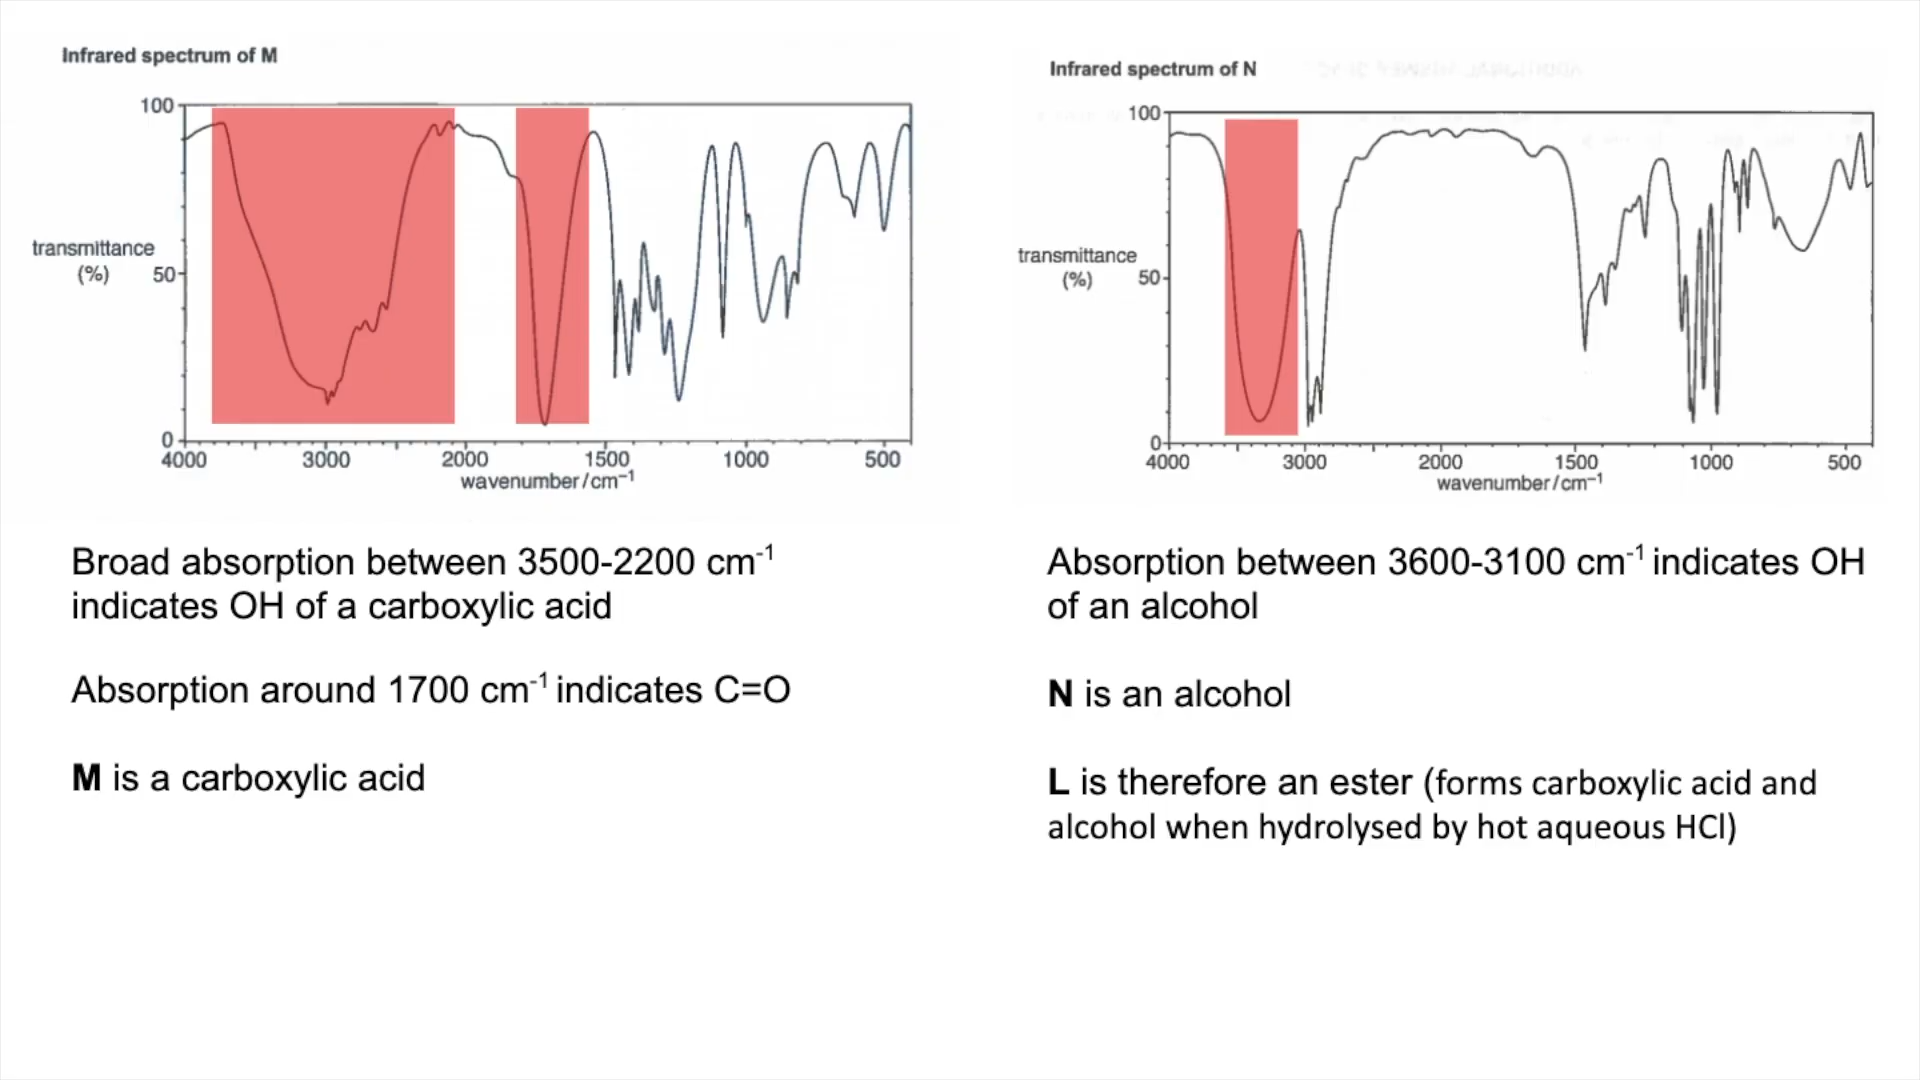 Infrared spectrum of M
100
transmittance
(%)
50
0
4000 3000 2000 1500 1000 500
wavenumber/cm⁻¹
Broad absorption between 3500-2200 cm⁻¹
indicates OH of a carboxylic acid
Absorption around 1700 cm⁻¹ indicates C=O
M is a carboxylic acid
Infrared spectrum of N
100
transmittance
(%)
50
0
4000 3000 2000 1500 1000 500
wavenumber/cm⁻¹
Absorption between 3600-3100 cm⁻¹ indicates OH
of an alcohol
N is an alcohol
L is therefore an ester (forms carboxylic acid and
alcohol when hydrolysed by hot aqueous HCl)